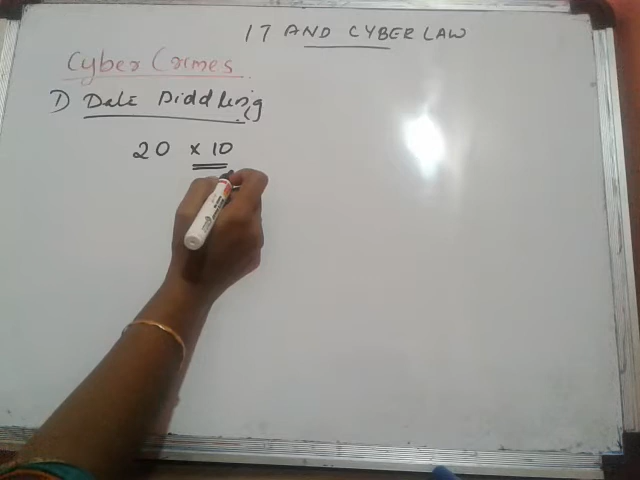 IT AND CYBER LAW
Cyber Crimes
1) Data Diddling
20 x 10